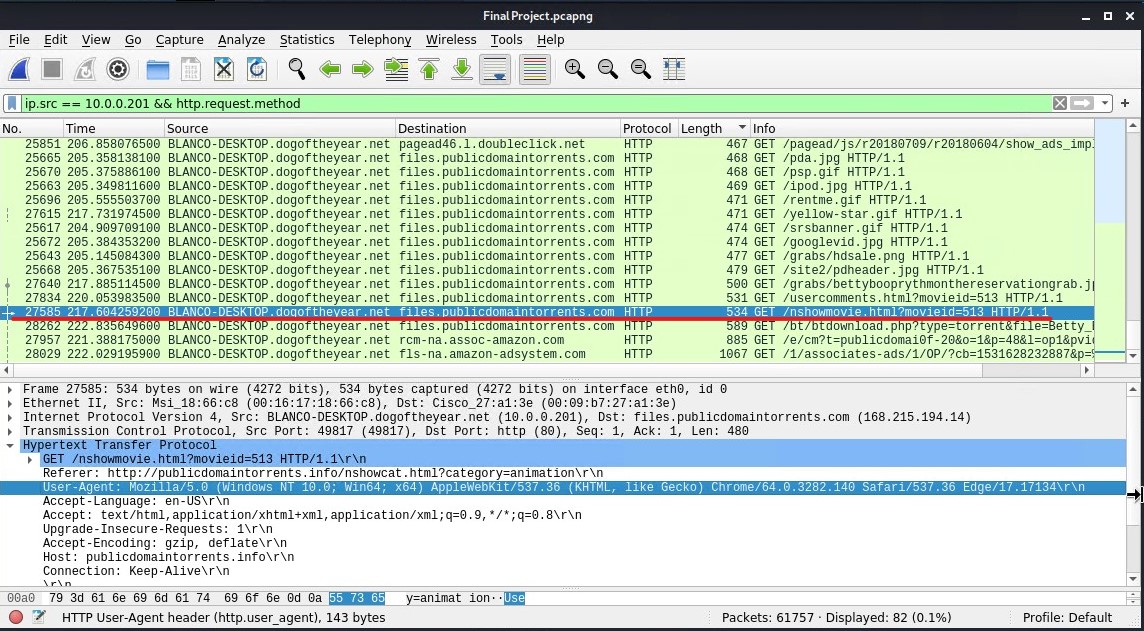 Final Project.pcapng
File Edit View Go Capture Analyze Statistics Telephony Wireless Tools Help
ip.src == 10.0.0.201 && http.request.method
No. Time Source Destination Protocol Length Info
25851 206.858076500 BLANCO-DESKTOP.dogoftheyear.net pagead46.l.doubleclick.net HTTP 467 GET /pagead/js/r20180709/r20180604/show_ads_impl
25665 205.358138100 BLANCO-DESKTOP.dogoftheyear.net files.publicdomaintorrents.com HTTP 468 GET /pda.jpg HTTP/1.1
25670 205.375886100 BLANCO-DESKTOP.dogoftheyear.net files.publicdomaintorrents.com HTTP 468 GET /psp.gif HTTP/1.1
25663 205.349811600 BLANCO-DESKTOP.dogoftheyear.net files.publicdomaintorrents.com HTTP 469 GET /ipod.jpg HTTP/1.1
25696 205.555503700 BLANCO-DESKTOP.dogoftheyear.net files.publicdomaintorrents.com HTTP 471 GET /rentme.gif HTTP/1.1
27615 217.731974500 BLANCO-DESKTOP.dogoftheyear.net files.publicdomaintorrents.com HTTP 471 GET /yellow-star.gif HTTP/1.1
25617 204.909709100 BLANCO-DESKTOP.dogoftheyear.net files.publicdomaintorrents.com HTTP 474 GET /srsbanner.gif HTTP/1.1
25672 205.384353200 BLANCO-DESKTOP.dogoftheyear.net files.publicdomaintorrents.com HTTP 474 GET /googlevid.jpg HTTP/1.1
25643 205.145084300 BLANCO-DESKTOP.dogoftheyear.net files.publicdomaintorrents.com HTTP 477 GET /grabs/hdsale.png HTTP/1.1
25668 205.367535100 BLANCO-DESKTOP.dogoftheyear.net files.publicdomaintorrents.com HTTP 479 GET /site2/pdheader.jpg HTTP/1.1
27640 217.885114500 BLANCO-DESKTOP.dogoftheyear.net files.publicdomaintorrents.com HTTP 500 GET /grabs/bettybooprythmonthereservationgrab.jp
27834 220.053983500 BLANCO-DESKTOP.dogoftheyear.net files.publicdomaintorrents.com HTTP 531 GET /usercomments.html?movieid=513 HTTP/1.1
27585 217.604259200 BLANCO-DESKTOP.dogoftheyear.net files.publicdomaintorrents.com HTTP 534 GET /nshowmovie.html?movieid=513 HTTP/1.1
28262 222.835649600 BLANCO-DESKTOP.dogoftheyear.net files.publicdomaintorrents.com HTTP 589 GET /bt/btdownload.php?type=torrent&file=Betty_B
27957 221.388175000 BLANCO-DESKTOP.dogoftheyear.net rcm-na.assoc-amazon.com HTTP 885 GET /e/cm?t=publicdomai0f-20&o=1&p=48&l=op1&pvid
28029 222.029195900 BLANCO-DESKTOP.dogoftheyear.net fls-na.amazon-adsystem.com HTTP 1067 GET /1/associates-ads/1/OP/?cb=1531628232887&p=%
Frame 27585: 534 bytes on wire (4272 bits), 534 bytes captured (4272 bits) on interface eth0, id 0
Ethernet II, Src: Msi_18:66:c8 (00:16:17:18:66:c8), Dst: Cisco_27:a1:3e (00:09:b7:27:a1:3e)
Internet Protocol Version 4, Src: BLANCO-DESKTOP.dogoftheyear.net (10.0.0.201), Dst: files.publicdomaintorrents.com (168.215.194.14)
Transmission Control Protocol, Src Port: 49817 (49817), Dst Port: http (80), Seq: 1, Ack: 1, Len: 480
Hypertext Transfer Protocol
GET /nshowmovie.html?movieid=513 HTTP/1.1\r\n
Referer: http://publicdomaintorrents.info/nshowcat.html?category=animation\r\n
User-Agent: Mozilla/5.0 (Windows NT 10.0; Win64; x64) AppleWebKit/537.36 (KHTML, like Gecko) Chrome/64.0.3282.140 Safari/537.36 Edge/17.17134\r\n
Accept-Language: en-US\r\n
Accept: text/html,application/xhtml+xml,application/xml;q=0.9,*/*;q=0.8\r\n
Upgrade-Insecure-Requests: 1\r\n
Accept-Encoding: gzip, deflate\r\n
Host: publicdomaintorrents.info\r\n
Connection: Keep-Alive\r\n
\r\n
00a0 79 3d 61 6e 69 6d 61 74 69 6f 6e 0d 0a 55 73 65 y=animat ion··Use
HTTP User-Agent header (http.user_agent), 143 bytes Packets: 61757 · Displayed: 82 (0.1%) Profile: Default